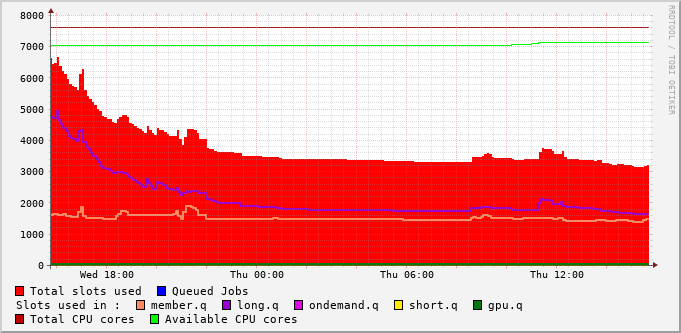 8000
7000
6000
5000
4000
3000
2000
1000
0
Wed 18:00 Thu 00:00 Thu 06:00 Thu 12:00
RRDTOOL / TOBI OETIKER
Total slots used Queued Jobs
Slots used in : member.q long.q ondemand.q short.q gpu.q
Total CPU cores Available CPU cores